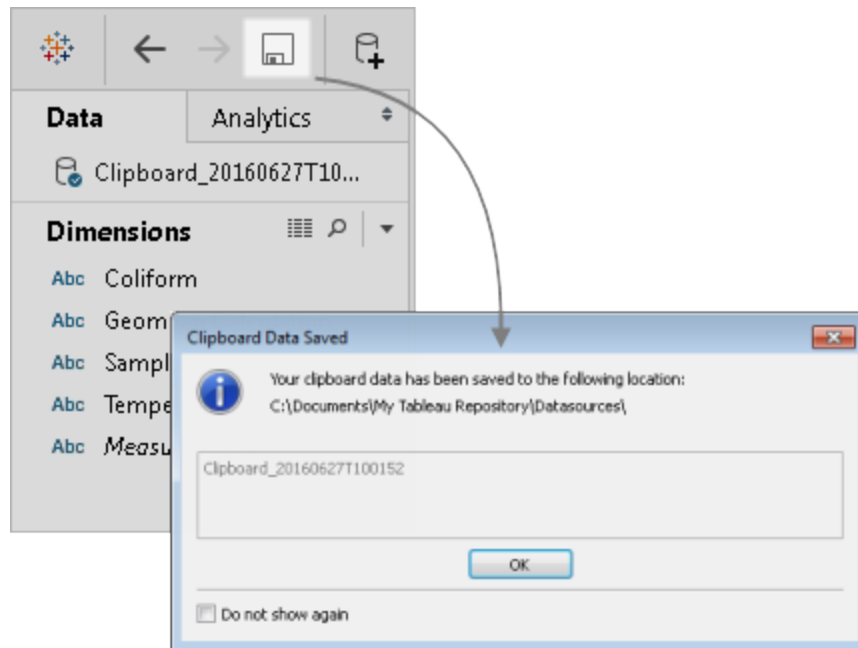 Data
Analytics
Clipboard_20160627T10...
Dimensions
Abc Coliform
Abc Geom
Abc Sampl
Abc Tempe
Abc Measu
Clipboard Data Saved
Your clipboard data has been saved to the following location:
C:\Documents\My Tableau Repository\Datasources\
Clipboard_20160627T100152
OK
Do not show again